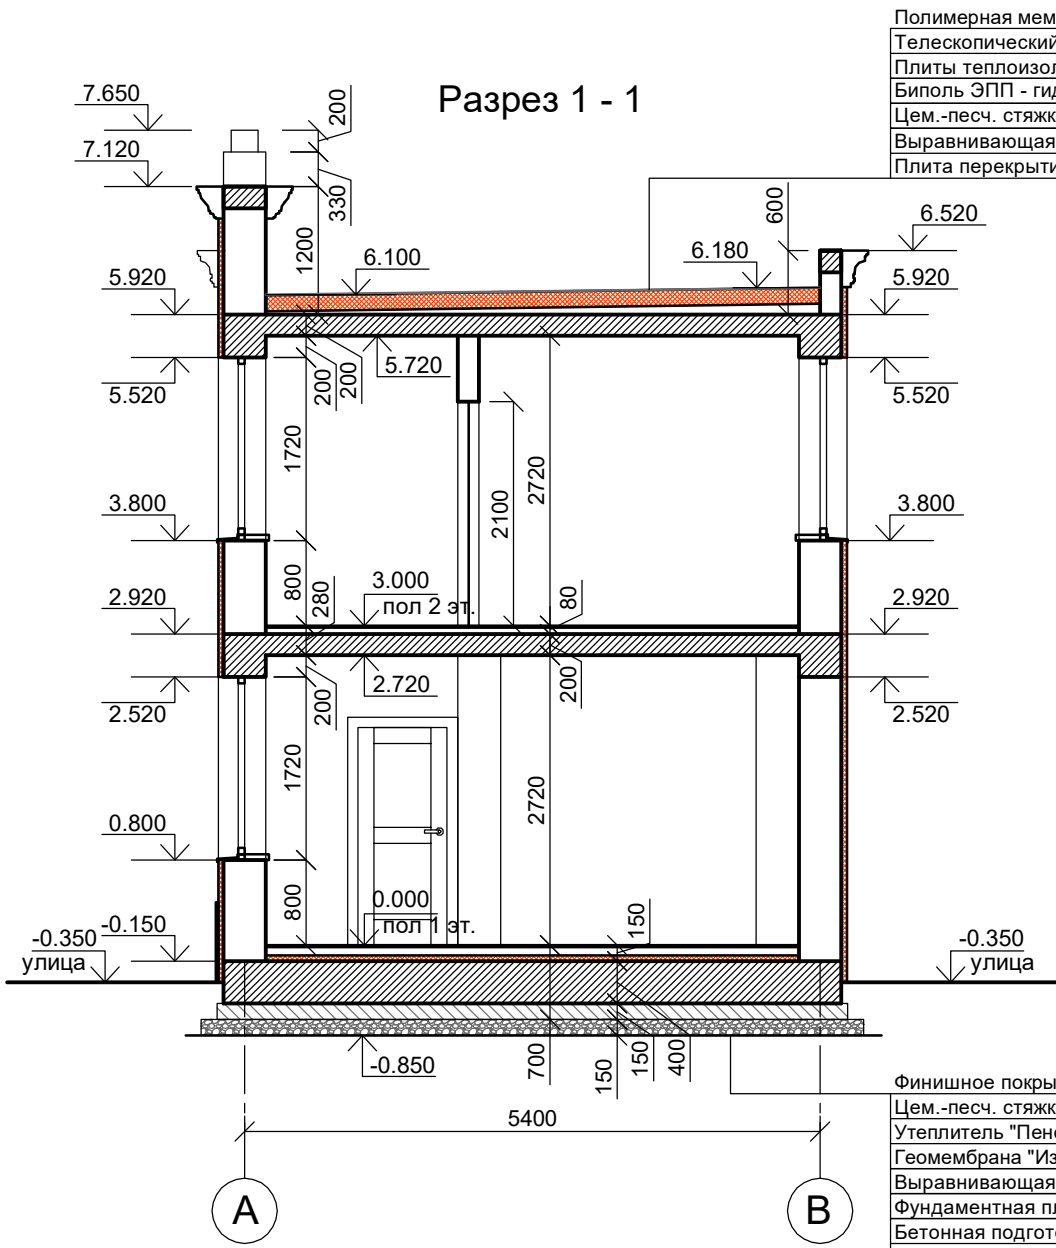 Разрез 1 - 1
Полимерная мем
Телескопический
Плиты теплоизол
Биполь ЭПП - гид
Цем.-песч. стяжк
Выравнивающая
Плита перекрыти
7.650
200
7.120
330
600
6.520
1200
6.100
6.180
5.920
5.920
5.720
5.520
200
200
5.520
1720
2720
2100
3.800
3.800
800
280
3.000
пол 2 эт.
80
2.920
2.920
2.720
200
200
2.520
2.520
1720
2720
0.800
800
0.000
пол 1 эт.
150
-0.150
-0.350
улица
-0.350
улица
-0.850
700
150
150
400
5400
А
В
Финишное покры
Цем.-песч. стяжк
Утеплитель "Пено
Геомембрана "Из
Выравнивающая
Фундаментная пл
Бетонная подгото